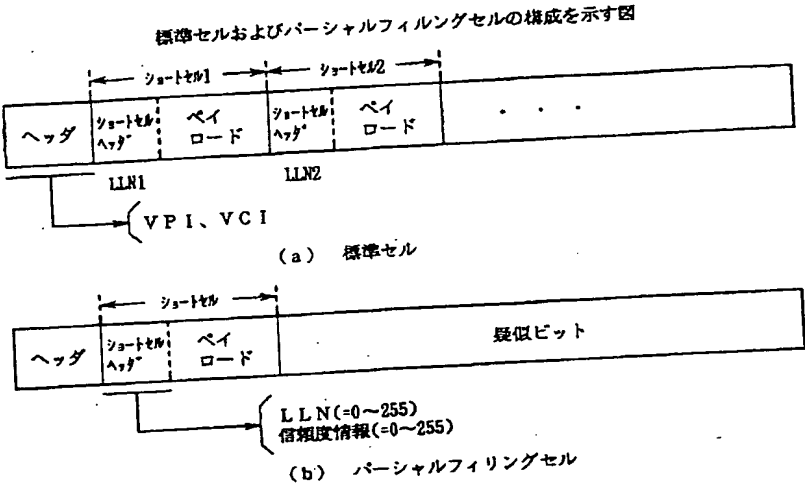 標準セルおよびパーシャルフィルングセルの構成を示す図
ショートセル1 ショートセル2
ヘッダ ショートセルヘッダ ペイロード ショートセルヘッダ ペイロード ・・・
LLN1 LLN2
VPI、VCI
(a) 標準セル
ショートセル
ヘッダ ショートセルヘッダ ペイロード 疑似ビット
LLN(=0~255)
信頼度情報(=0~255)
(b) パーシャルフィリングセル